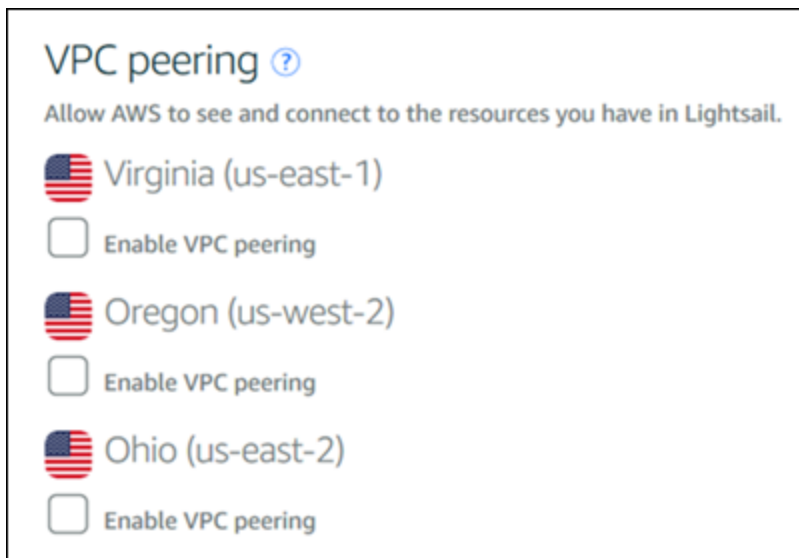 VPC peering ?
Allow AWS to see and connect to the resources you have in Lightsail.
Virginia (us-east-1)
Enable VPC peering
Oregon (us-west-2)
Enable VPC peering
Ohio (us-east-2)
Enable VPC peering